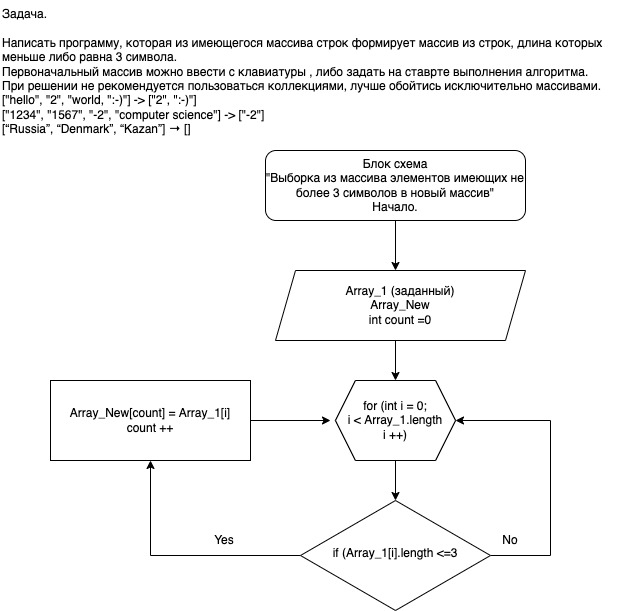 Задача.
Написать программу, которая из имеющегося массива строк формирует массив из строк, длина которых
меньше либо равна 3 символа.
Первоначальный массив можно ввести с клавиатуры , либо задать на ставрте выполнения алгоритма.
При решении не рекомендуется пользоваться коллекциями, лучше обойтись исключительно массивами.
["hello", "2", "world, ":-)"] -> ["2", ":-)"]
["1234", "1567", "-2", "computer science"] -> ["-2"]
[“Russia”, “Denmark”, “Kazan”] → []
Блок схема
"Выборка из массива элементов имеющих не
более 3 символов в новый массив"
Начало.
Array_1 (заданный)
Array_New
int count =0
for (int i = 0;
i < Array_1.length
i ++)
Array_New[count] = Array_1[i]
count ++
Yes
if (Array_1[i].length <=3
No